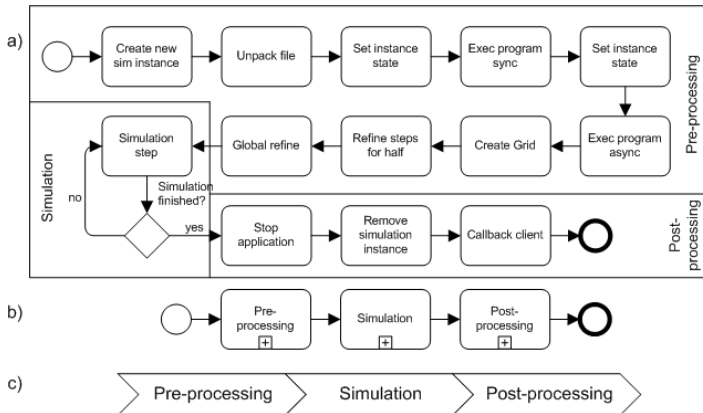 a)
Create new
sim instance
Unpack file
Set instance
state
Exec program
sync
Set instance
state
Pre-processing
Simulation
step
Global refine
Refine steps
for half
Create Grid
Exec program
async
Simulation
Simulation
finished?
no
yes
Stop
application
Remove
simulation
instance
Callback client
Post-
processing
b)
Pre-
processing
+
Simulation
+
Post-
processing
+
c)
Pre-processing
Simulation
Post-processing